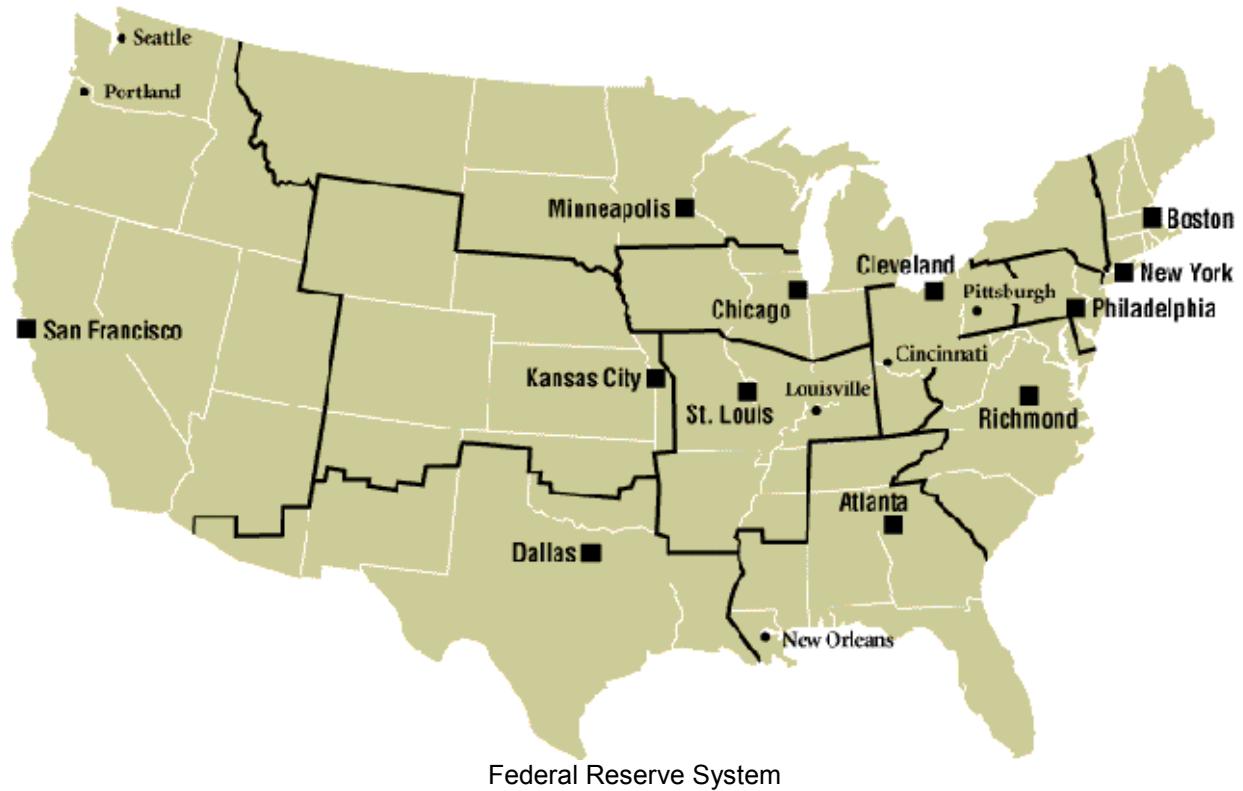 Seattle
Portland
Minneapolis
Boston
Cleveland
New York
Pittsburgh
Chicago
Philadelphia
San Francisco
Cincinnati
Kansas City
Louisville
St. Louis
Richmond
Atlanta
Dallas
New Orleans
Federal Reserve System